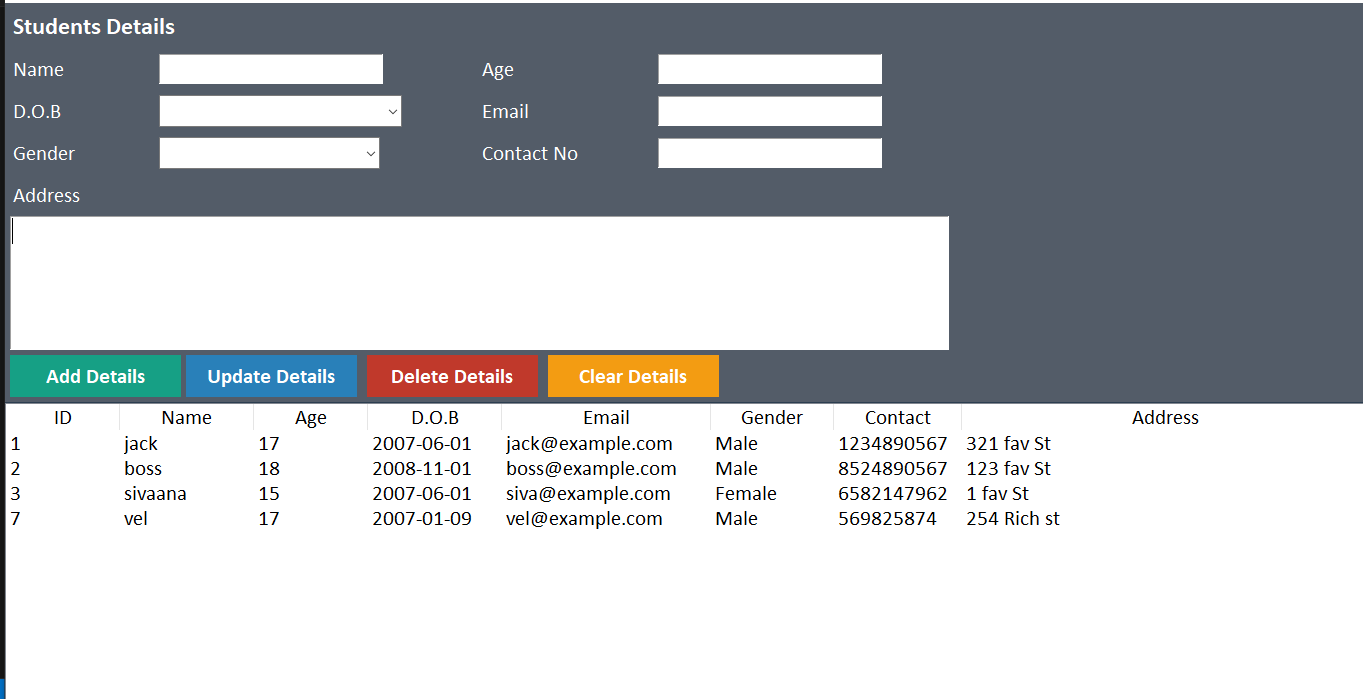 Students Details
Name Age
D.O.B Email
Gender Contact No
Address
Add Details Update Details Delete Details Clear Details
ID Name Age D.O.B Email Gender Contact Address
1 jack 17 2007-06-01 jack@example.com Male 1234890567 321 fav St
2 boss 18 2008-11-01 boss@example.com Male 8524890567 123 fav St
3 sivaana 15 2007-06-01 siva@example.com Female 6582147962 1 fav St
7 vel 17 2007-01-09 vel@example.com Male 569825874 254 Rich st